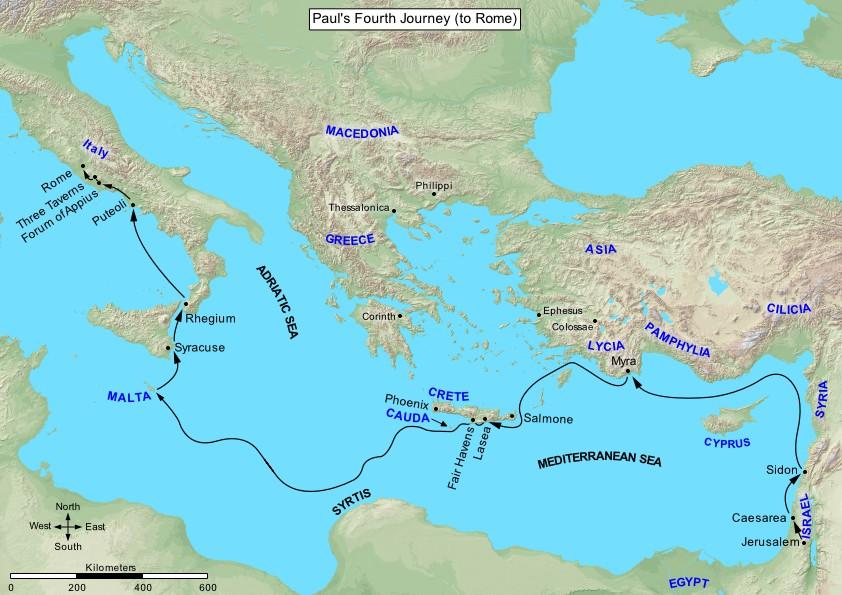 Paul's Fourth Journey (to Rome)
MACEDONIA
Italy
Rome
Three Taverns
Forum of Appius
Puteoli
Philippi
Thessalonica
GREECE
ASIA
ADRIATIC SEA
Rhegium
Corinth
Ephesus
Colossae
CILICIA
LYCIA
PAMPHYLIA
Syracuse
Myra
MALTA
CRETE
Phoenix
CAUDA
Salmone
SYRIA
CYPRUS
Fair Havens
Lasea
MEDITERRANEAN SEA
Sidon
SYRTIS
Caesarea
ISRAEL
Jerusalem
North
West East
South
Kilometers
0 200 400 600
EGYPT